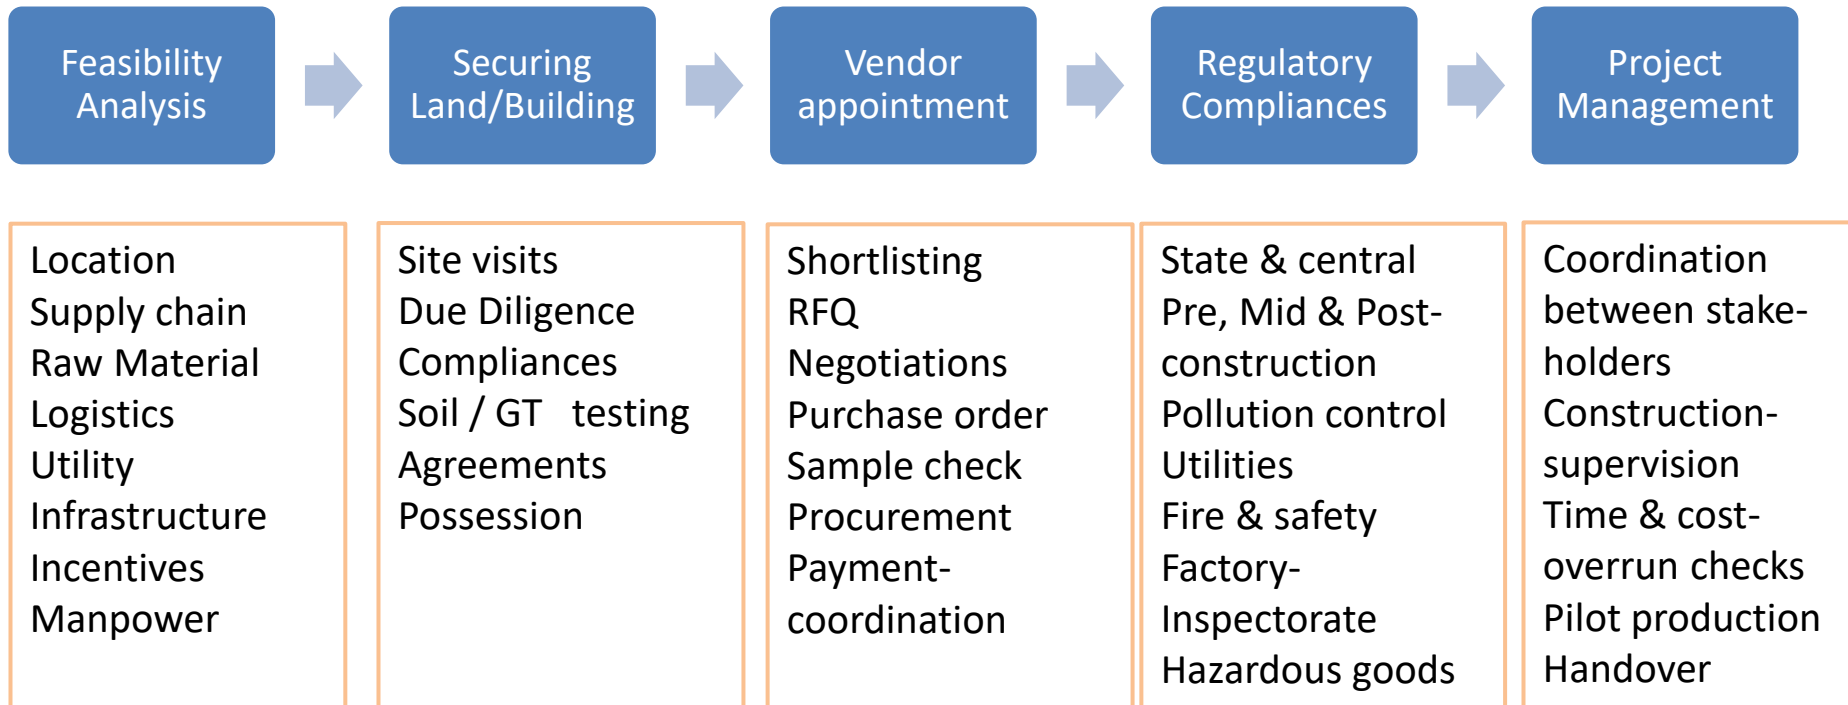 Feasibility
Analysis
Securing
Land/Building
Vendor
appointment
Regulatory
Compliances
Project
Management
Location
Supply chain
Raw Material
Logistics
Utility
Infrastructure
Incentives
Manpower
Site visits
Due Diligence
Compliances
Soil / GT testing
Agreements
Possession
Shortlisting
RFQ
Negotiations
Purchase order
Sample check
Procurement
Payment-
coordination
State & central
Pre, Mid & Post-
construction
Pollution control
Utilities
Fire & safety
Factory-
Inspectorate
Hazardous goods
Coordination
between stake-
holders
Construction-
supervision
Time & cost-
overrun checks
Pilot production
Handover